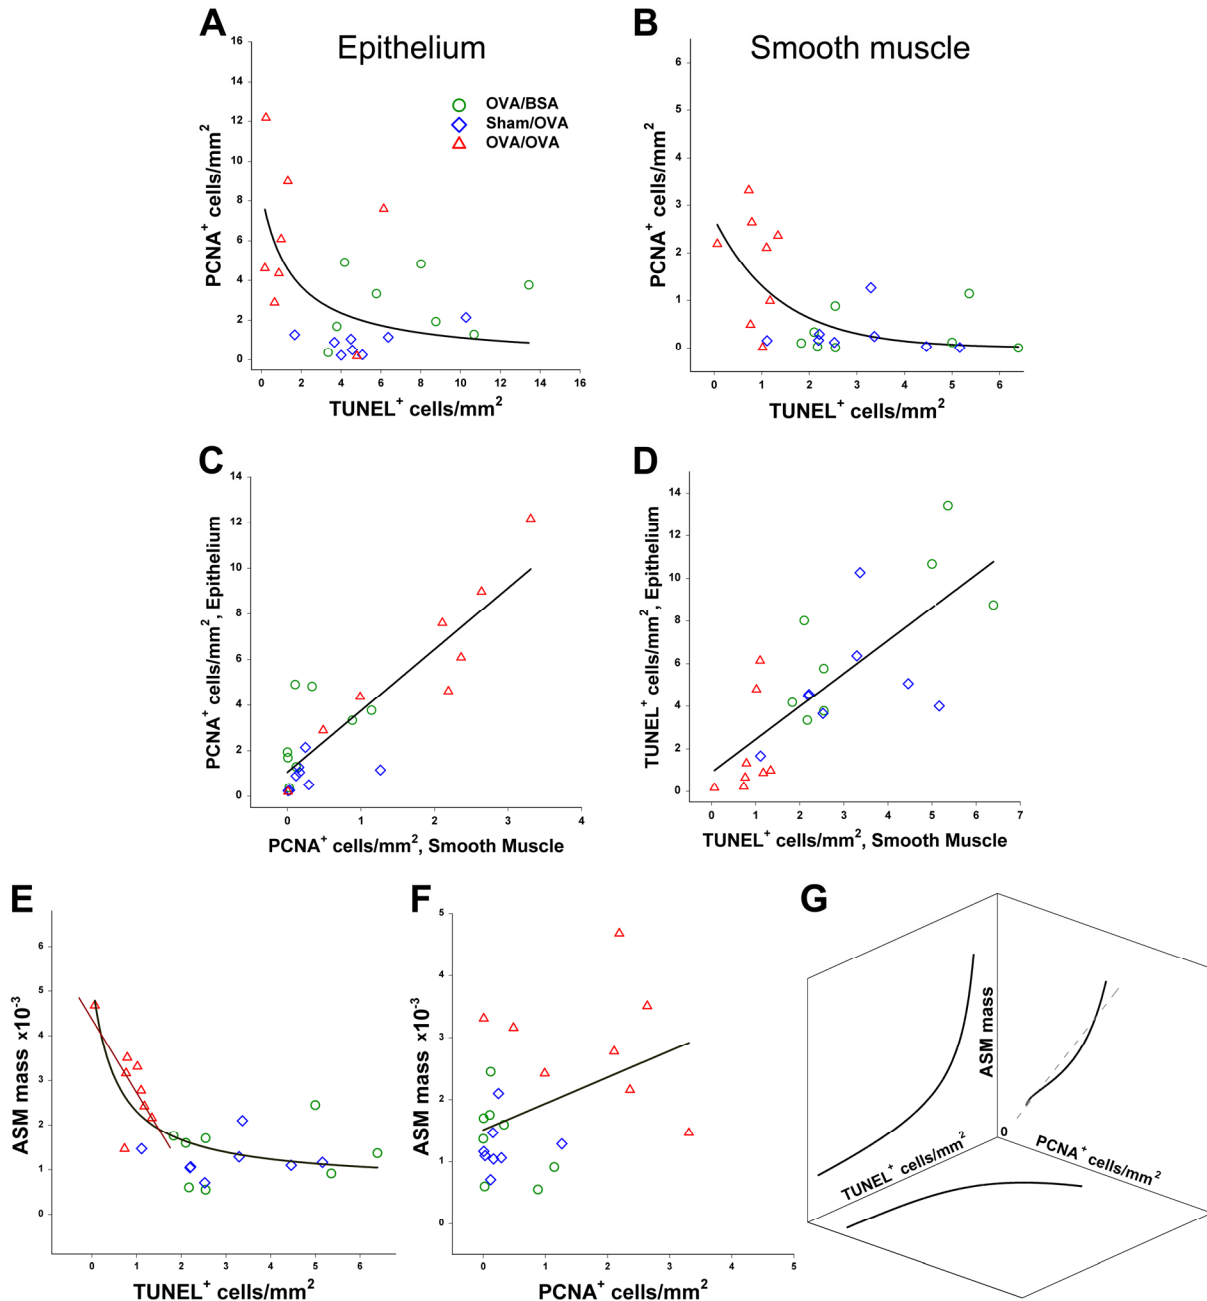 A
Epithelium
16
14
12
10
8
6
4
2
0
PCNA⁺ cells/mm²
OVA/BSA
Sham/OVA
OVA/OVA
0 2 4 6 8 10 12 14 16
TUNEL⁺ cells/mm²
B
Smooth muscle
6
5
4
3
2
1
0
PCNA⁺ cells/mm²
0 1 2 3 4 5 6
TUNEL⁺ cells/mm²
C
14
12
10
8
6
4
2
0
PCNA⁺ cells/mm², Epithelium
0 1 2 3 4
PCNA⁺ cells/mm², Smooth Muscle
D
14
12
10
8
6
4
2
0
TUNEL⁺ cells/mm², Epithelium
0 1 2 3 4 5 6 7
TUNEL⁺ cells/mm², Smooth Muscle
E
6
5
4
3
2
1
0
ASM mass x10⁻³
0 1 2 3 4 5 6
TUNEL⁺ cells/mm²
F
5
4
3
2
1
0
ASM mass x10⁻³
0 1 2 3 4 5
PCNA⁺ cells/mm²
G
ASM mass
0
TUNEL⁺ cells/mm²
PCNA⁺ cells/mm²